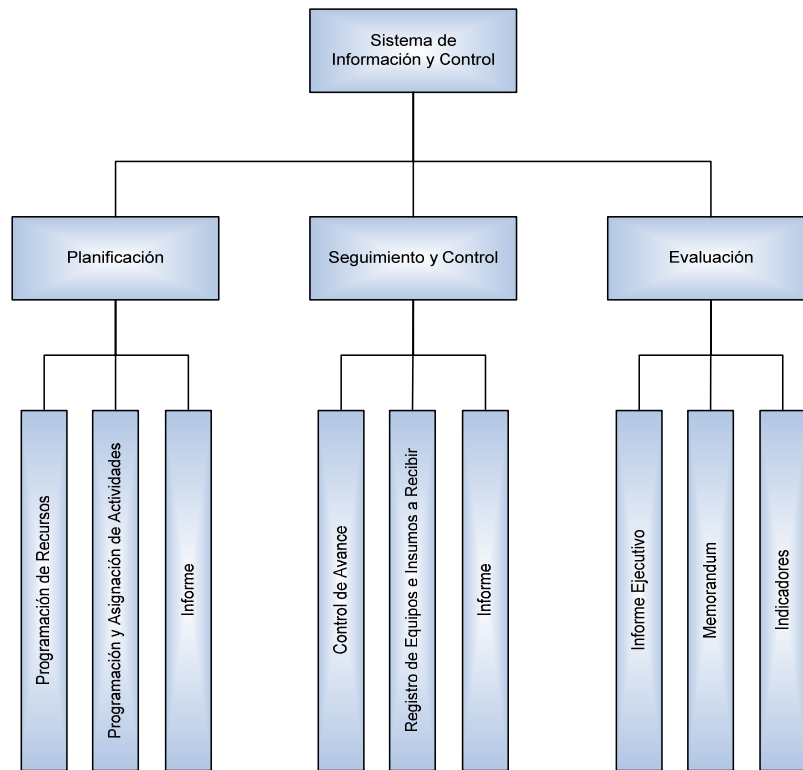 Sistema de
Información y Control
Planificación
Seguimiento y Control
Evaluación
Programación de Recursos
Programación y Asignación de Actividades
Informe
Control de Avance
Registro de Equipos e Insumos a Recibir
Informe
Informe Ejecutivo
Memorandum
Indicadores